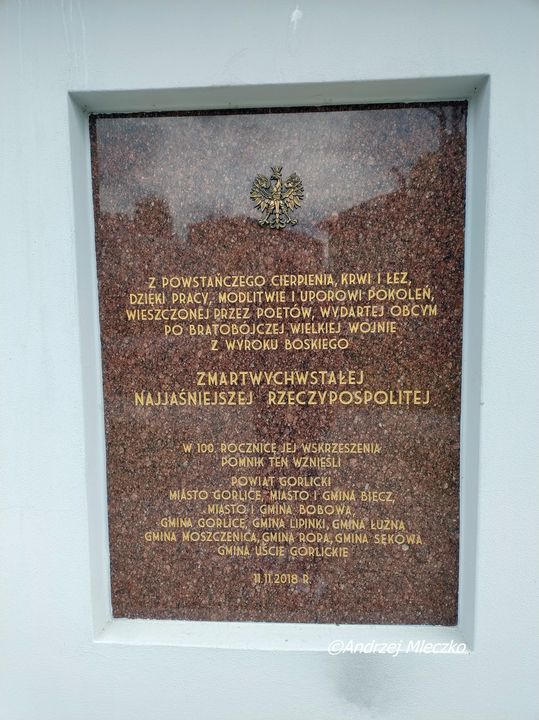 Z POWSTAŃCZEGO CIERPIENIA, KRWI I ŁEZ,
DZIĘKI PRACY, MODLITWIE I UPOROWI POKOLEŃ,
WIESZCZONEJ PRZEZ POETÓW, WYDARTEJ OBCYM
PO BRATOBÓJCZEJ WIELKIEJ WOJNIE
Z WYROKU BOSKIEGO
ZMARTWYCHWSTAŁEJ
NAJJAŚNIEJSZEJ RZECZYPOSPOLITEJ
W 100. ROCZNICĘ JEJ WSKRZESZENIA
POMNIK TEN WZNIEŚLI
POWIAT GORLICKI
MIASTO GORLICE, MIASTO I GMINA BIECZ,
MIASTO I GMINA BOBOWA,
GMINA GORLICE, GMINA LIPINKI, GMINA ŁUŻNA
GMINA MOSZCZENICA, GMINA ROPA, GMINA SĘKOWA
GMINA UŚCIE GORLICKIE
11.11.2018 R.
©Andrzej Mleczko